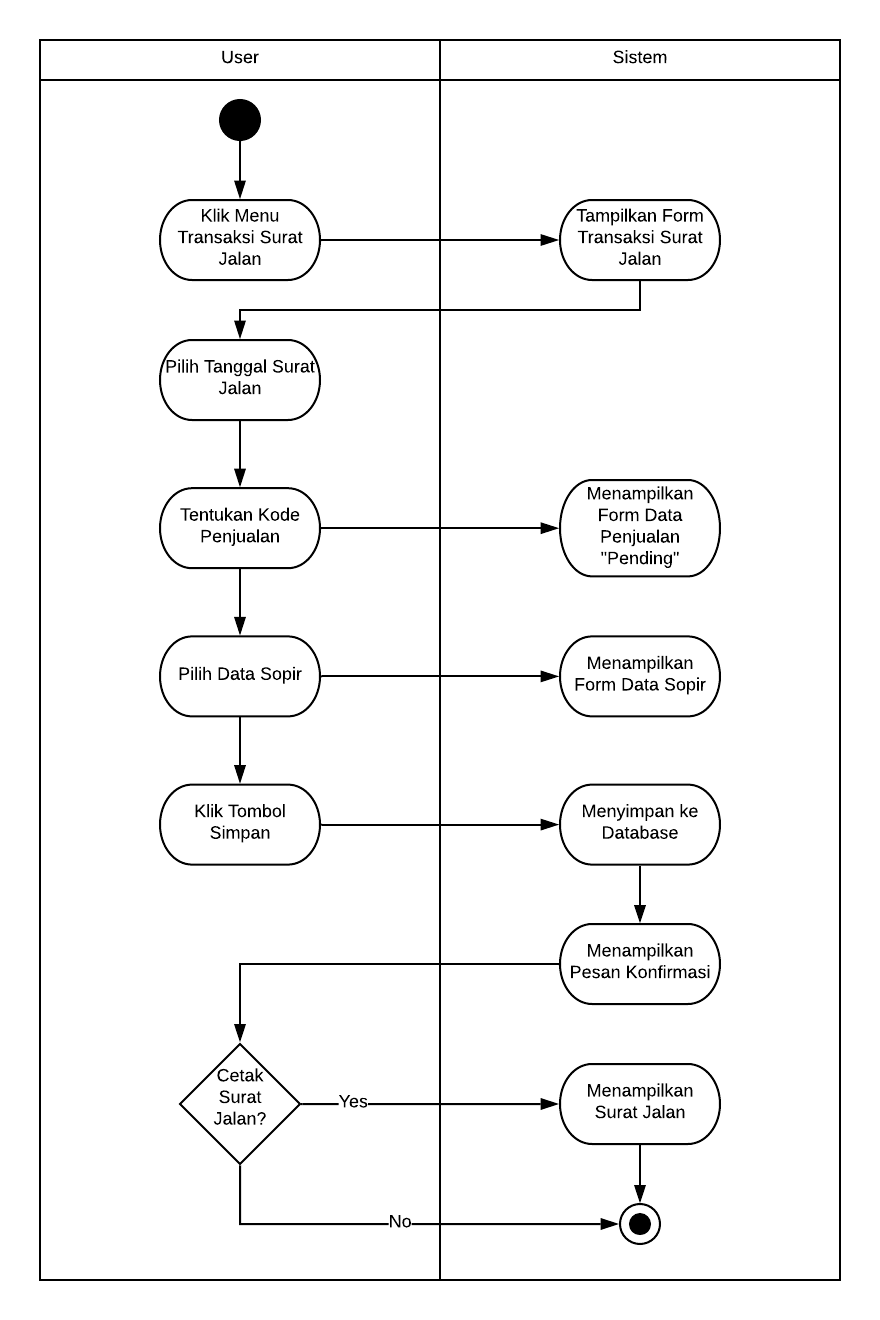 User
Sistem
Klik Menu
Transaksi Surat
Jalan
Tampilkan Form
Transaksi Surat
Jalan
Pilih Tanggal Surat
Jalan
Tentukan Kode
Penjualan
Menampilkan
Form Data
Penjualan
"Pending"
Pilih Data Sopir
Menampilkan
Form Data Sopir
Klik Tombol
Simpan
Menyimpan ke
Database
Menampilkan
Pesan Konfirmasi
Cetak
Surat
Jalan?
Yes
Menampilkan
Surat Jalan
No